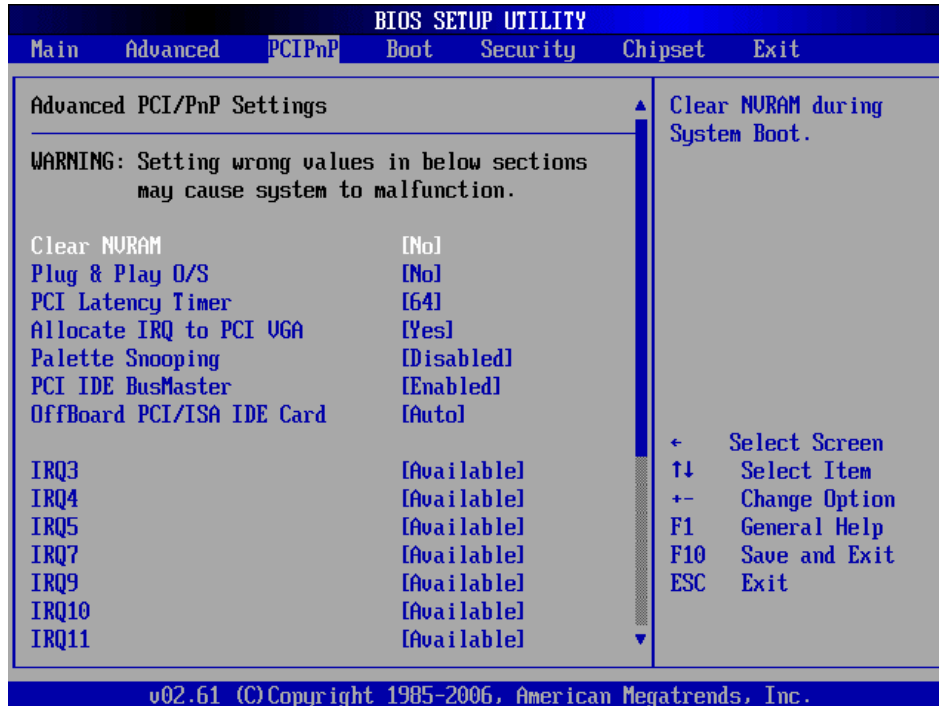 BIOS SETUP UTILITY
Main Advanced PCIPnP Boot Security Chipset Exit
Advanced PCI/PnP Settings
WARNING: Setting wrong values in below sections
may cause system to malfunction.
Clear NVRAM [No]
Plug & Play O/S [No]
PCI Latency Timer [64]
Allocate IRQ to PCI VGA [Yes]
Palette Snooping [Disabled]
PCI IDE BusMaster [Enabled]
OffBoard PCI/ISA IDE Card [Auto]
IRQ3 [Available]
IRQ4 [Available]
IRQ5 [Available]
IRQ7 [Available]
IRQ9 [Available]
IRQ10 [Available]
IRQ11 [Available]
Clear NVRAM during
System Boot.
← Select Screen
↑↓ Select Item
+- Change Option
F1 General Help
F10 Save and Exit
ESC Exit
v02.61 (C)Copyright 1985-2006, American Megatrends, Inc.